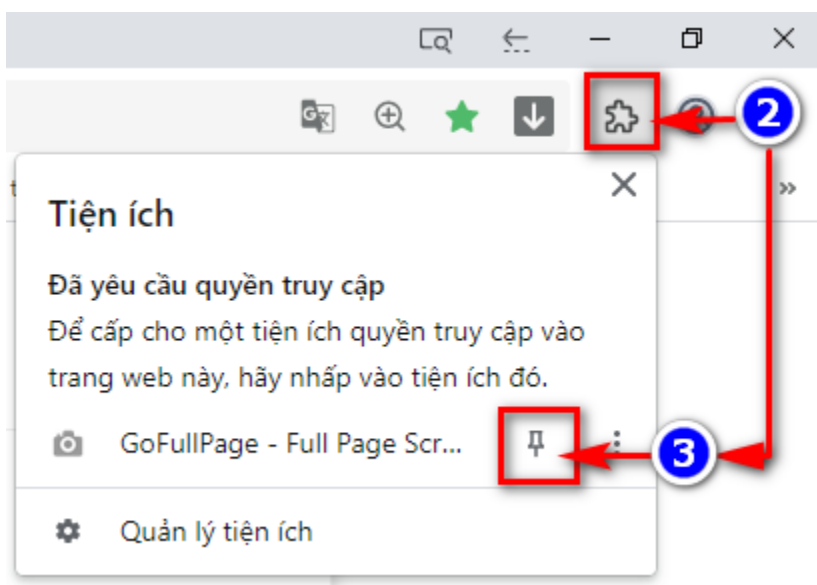 2
Tiện ích
Đã yêu cầu quyền truy cập
Để cấp cho một tiện ích quyền truy cập vào
trang web này, hãy nhấp vào tiện ích đó.
GoFullPage - Full Page Scr...
3
Quản lý tiện ích